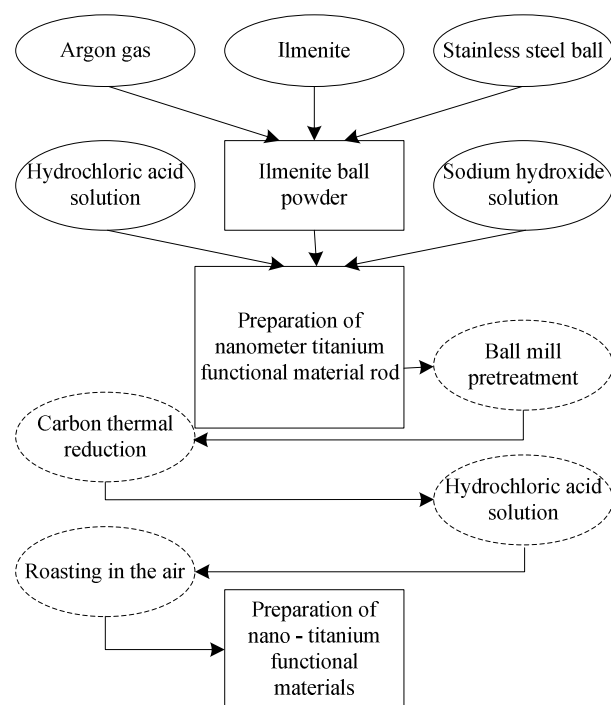 Argon gas
Ilmenite
Stainless steel ball
Hydrochloric acid
solution
Ilmenite ball
powder
Sodium hydroxide
solution
Preparation of
nanometer titanium
functional material rod
Ball mill
pretreatment
Carbon thermal
reduction
Hydrochloric acid
solution
Roasting in the air
Preparation of
nano - titanium
functional
materials